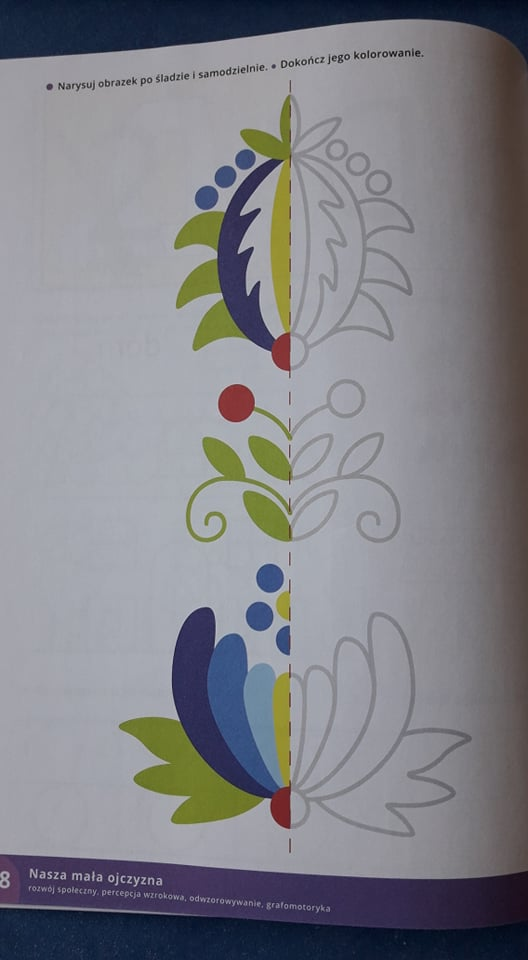 ● Narysuj obrazek po śladzie i samodzielnie. ● Dokończ jego kolorowanie.
8 Nasza mała ojczyzna
rozwój społeczny, percepcja wzrokowa, odwzorowywanie, grafomotoryka